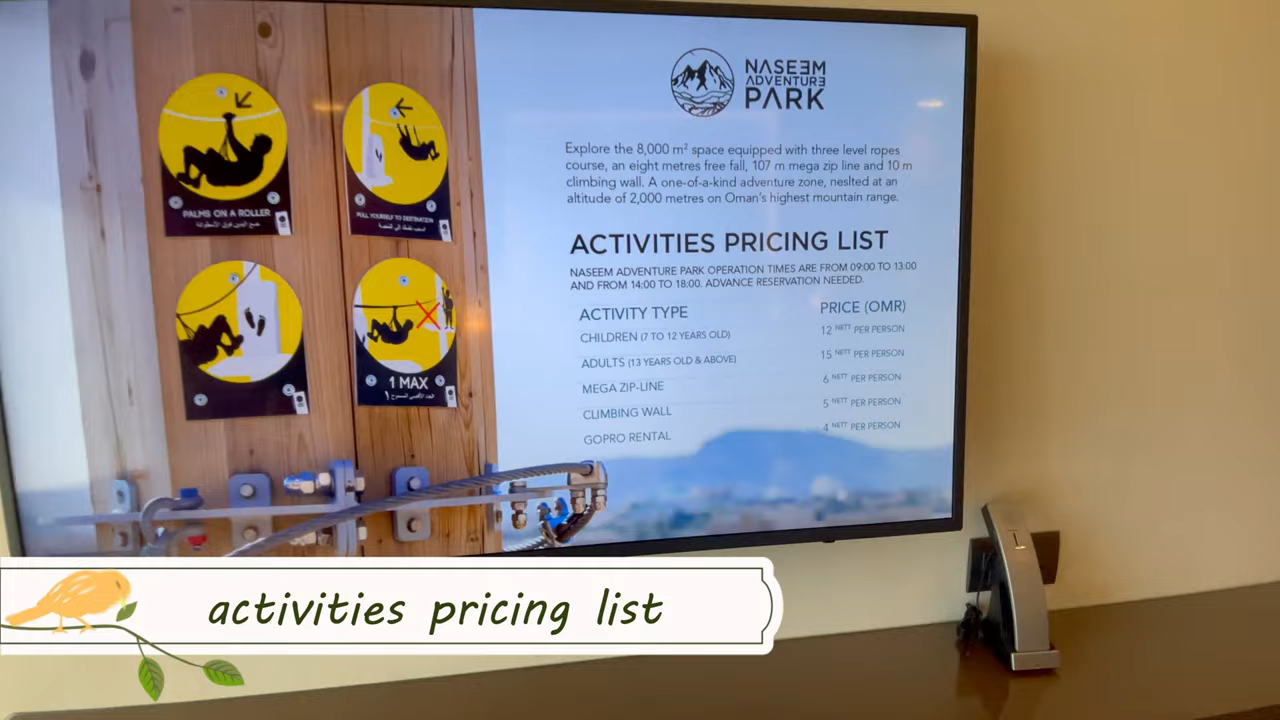 NASEEM
ADVENTURE
PARK
Explore the 8,000 m² space equipped with three level ropes
course, an eight metres free fall, 107 m mega zip line and 10 m
climbing wall. A one-of-a-kind adventure zone, neslted at an
altitude of 2,000 metres on Oman's highest mountain range.
ACTIVITIES PRICING LIST
NASEEM ADVENTURE PARK OPERATION TIMES ARE FROM 09:00 TO 13:00
AND FROM 14:00 TO 18:00. ADVANCE RESERVATION NEEDED.
ACTIVITY TYPE PRICE (OMR)
CHILDREN (7 TO 12 YEARS OLD) 12 NETT PER PERSON
ADULTS (13 YEARS OLD & ABOVE) 15 NETT PER PERSON
MEGA ZIP-LINE 6 NETT PER PERSON
CLIMBING WALL 5 NETT PER PERSON
GOPRO RENTAL 4 NETT PER PERSON
PALMS ON A ROLLER
PULL YOURSELF TO DESTINATION
1 MAX
activities pricing list